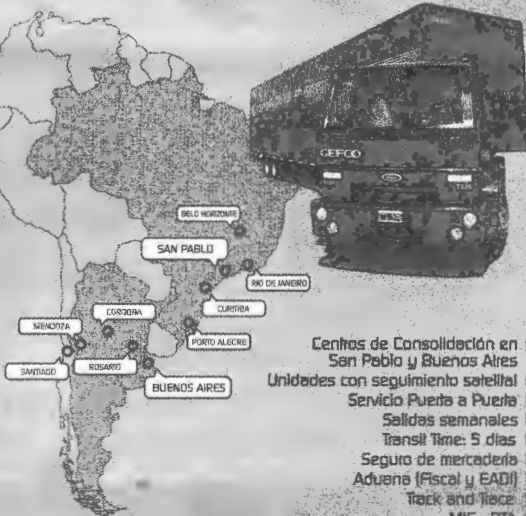 GEFCO
BELO HORIZONTE
SAN PABLO
RIO DE JANEIRO
CURITIBA
CORDOBA
MENDOZA
PORTO ALEGRE
SANTIAGO
ROSARIO
BUENOS AIRES
Centros de Consolidación en
San Pablo y Buenos Aires
Unidades con seguimiento satelital
Servicio Puerta a Puerta
Salidas semanales
Transit Time: 5 dias
Seguro de mercadería
Aduana (Fiscal y EADI)
Track and Trace